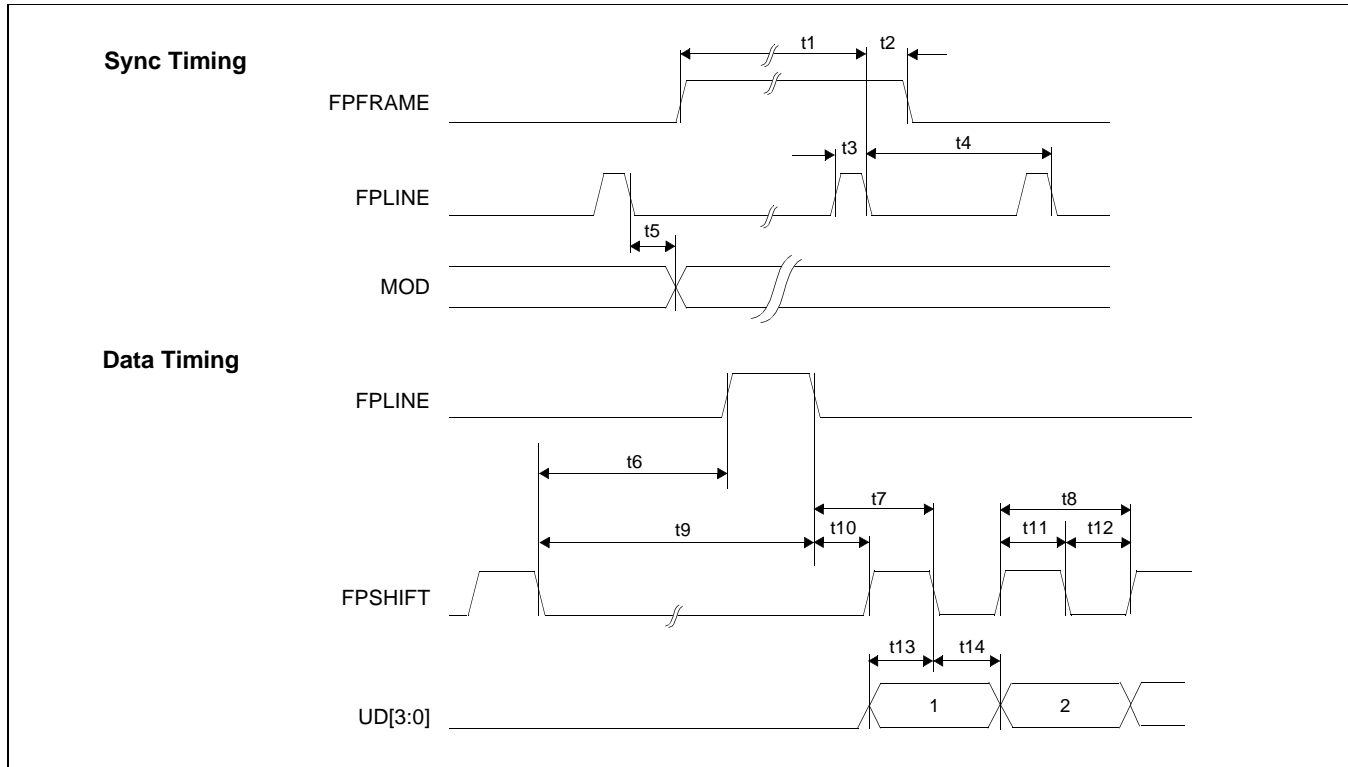 Sync Timing
t1
t2
FPFRAME
t3
t4
FPLINE
t5
MOD
Data Timing
FPLINE
t6
t7
t8
t9
t10
t11
t12
FPSHIFT
t13
t14
UD[3:0]
1
2